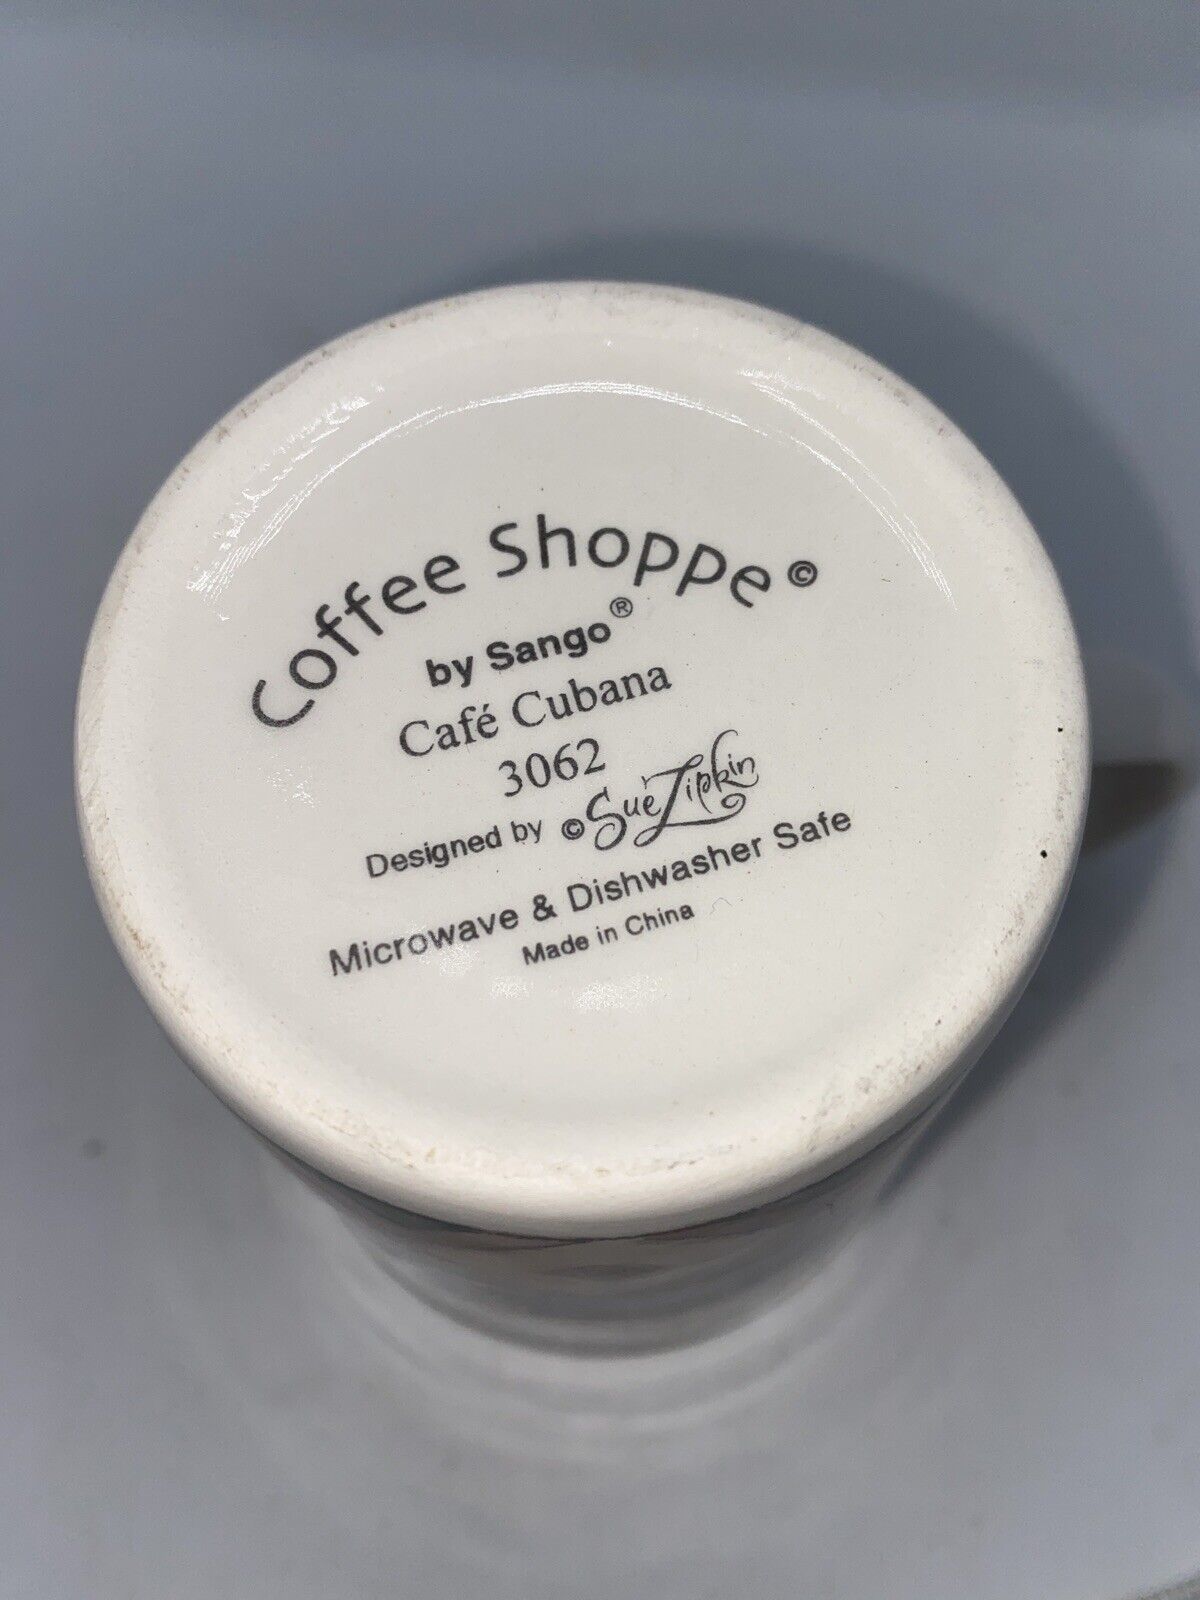 Coffee Shoppe©
by Sango®
Café Cubana
3062
Designed by © Sue Zipkin
Microwave & Dishwasher Safe
Made in China